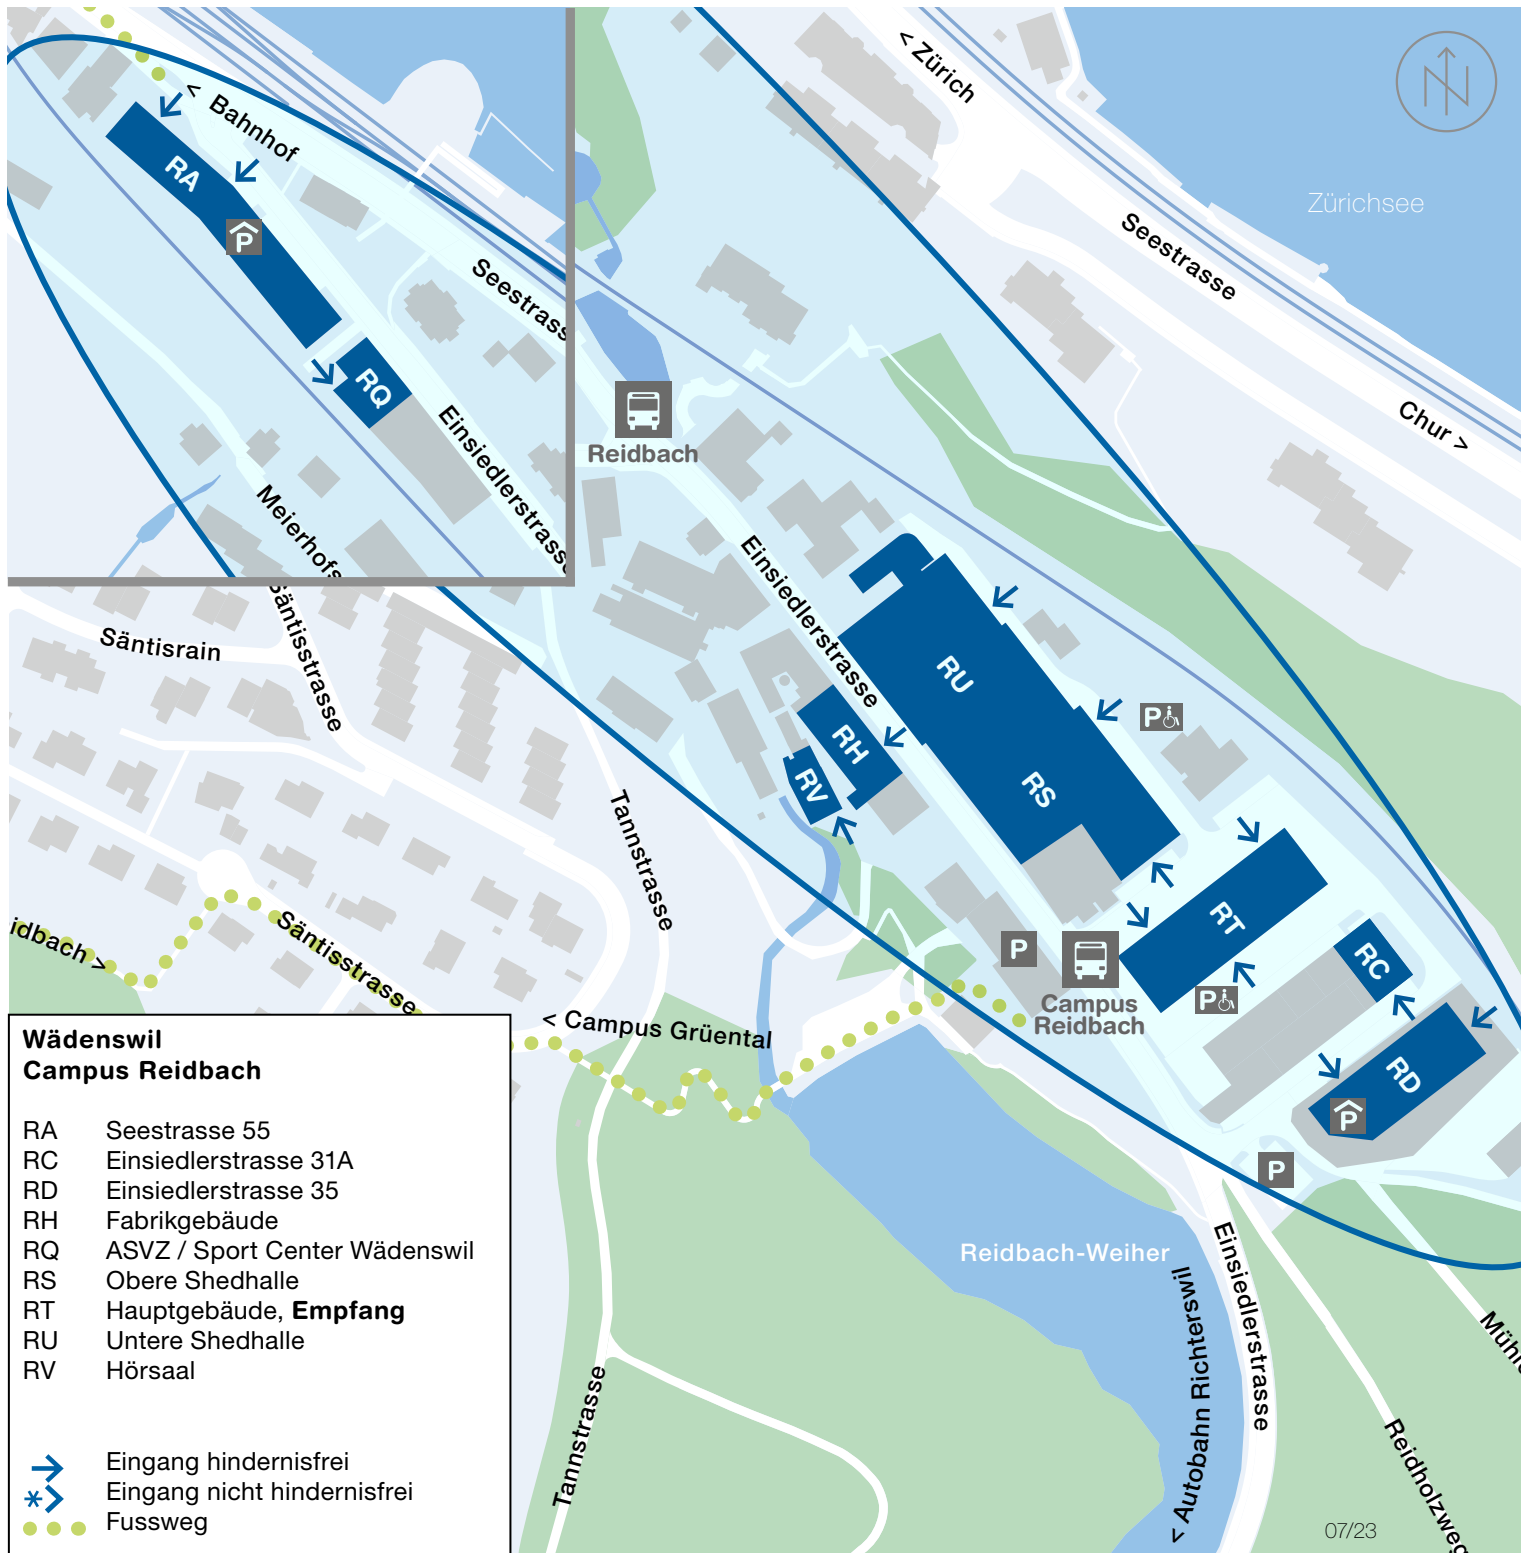 < Zürich
< Bahnhof
RA
P
Zürichsee
Seestrasse
Seestrass
Chur >
RQ
Einsiedlerstrasse
Reidbach
Meierhofs
Einsiedlerstrasse
Säntisrain
Säntisstrasse
RU
RH
RV
RS
P
Tannstrasse
RT
RC
P
P
Campus
Reidbach
idbach >
Säntisstrasse
< Campus Grüental
RD
P
P
Reidbach-Weiher
Einsiedlerstrasse
< Autobahn Richterswil
Tannstrasse
Reidholzweg
07/23
Wädenswil
Campus Reidbach
RA Seestrasse 55
RC Einsiedlerstrasse 31A
RD Einsiedlerstrasse 35
RH Fabrikgebäude
RQ ASVZ / Sport Center Wädenswil
RS Obere Shedhalle
RT Hauptgebäude, Empfang
RU Untere Shedhalle
RV Hörsaal
Eingang hindernisfrei
Eingang nicht hindernisfrei
Fussweg